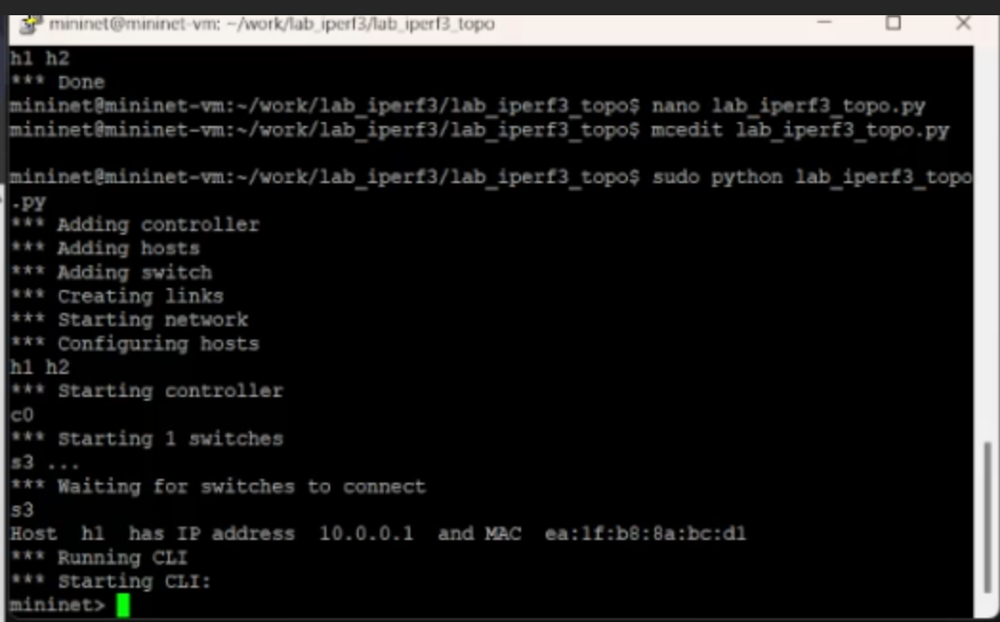 mininet@mininet-vm: ~/work/lab_iperf3/lab_iperf3_topo
h1 h2
*** Done
mininet@mininet-vm:~/work/lab_iperf3/lab_iperf3_topo$ nano lab_iperf3_topo.py
mininet@mininet-vm:~/work/lab_iperf3/lab_iperf3_topo$ mcedit lab_iperf3_topo.py
mininet@mininet-vm:~/work/lab_iperf3/lab_iperf3_topo$ sudo python lab_iperf3_topo
.py
*** Adding controller
*** Adding hosts
*** Adding switch
*** Creating links
*** Starting network
*** Configuring hosts
h1 h2
*** Starting controller
c0
*** Starting 1 switches
s3 ...
*** Waiting for switches to connect
s3
Host  h1  has IP address  10.0.0.1  and MAC  ea:1f:b8:8a:bc:d1
*** Running CLI
*** Starting CLI:
mininet>